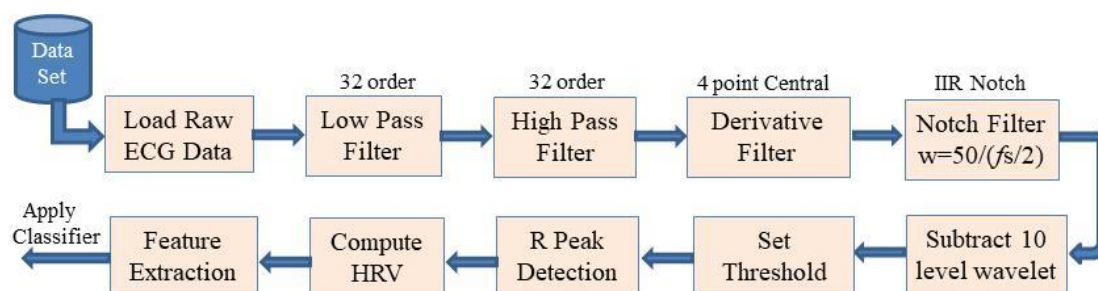 Data
Set
Load Raw
ECG Data
32 order
Low Pass
Filter
32 order
High Pass
Filter
4 point Central
Derivative
Filter
IIR Notch
Notch Filter
w=50/(fs/2)
Subtract 10
level wavelet
Set
Threshold
R Peak
Detection
Compute
HRV
Feature
Extraction
Apply
Classifier